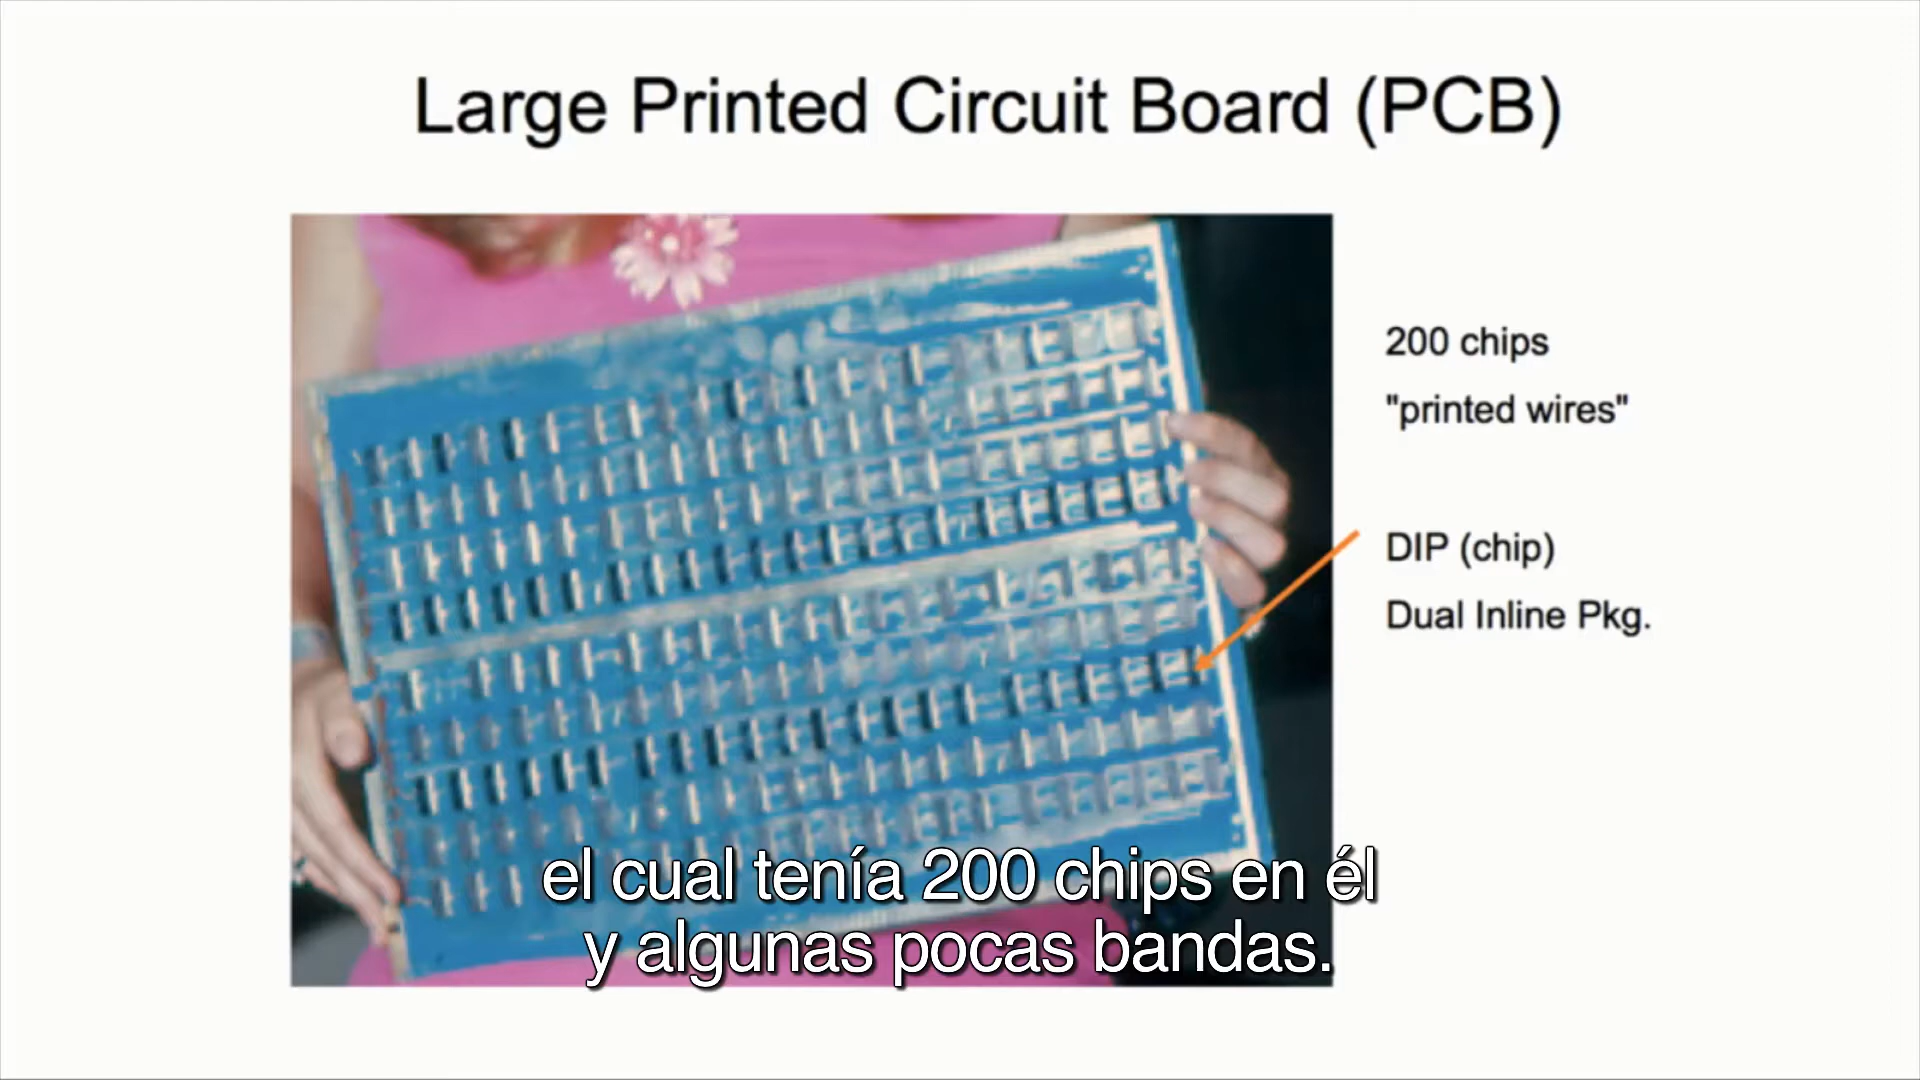 Large Printed Circuit Board (PCB)
200 chips
"printed wires"
DIP (chip)
Dual Inline Pkg.
el cual tenía 200 chips en él
y algunas pocas bandas.